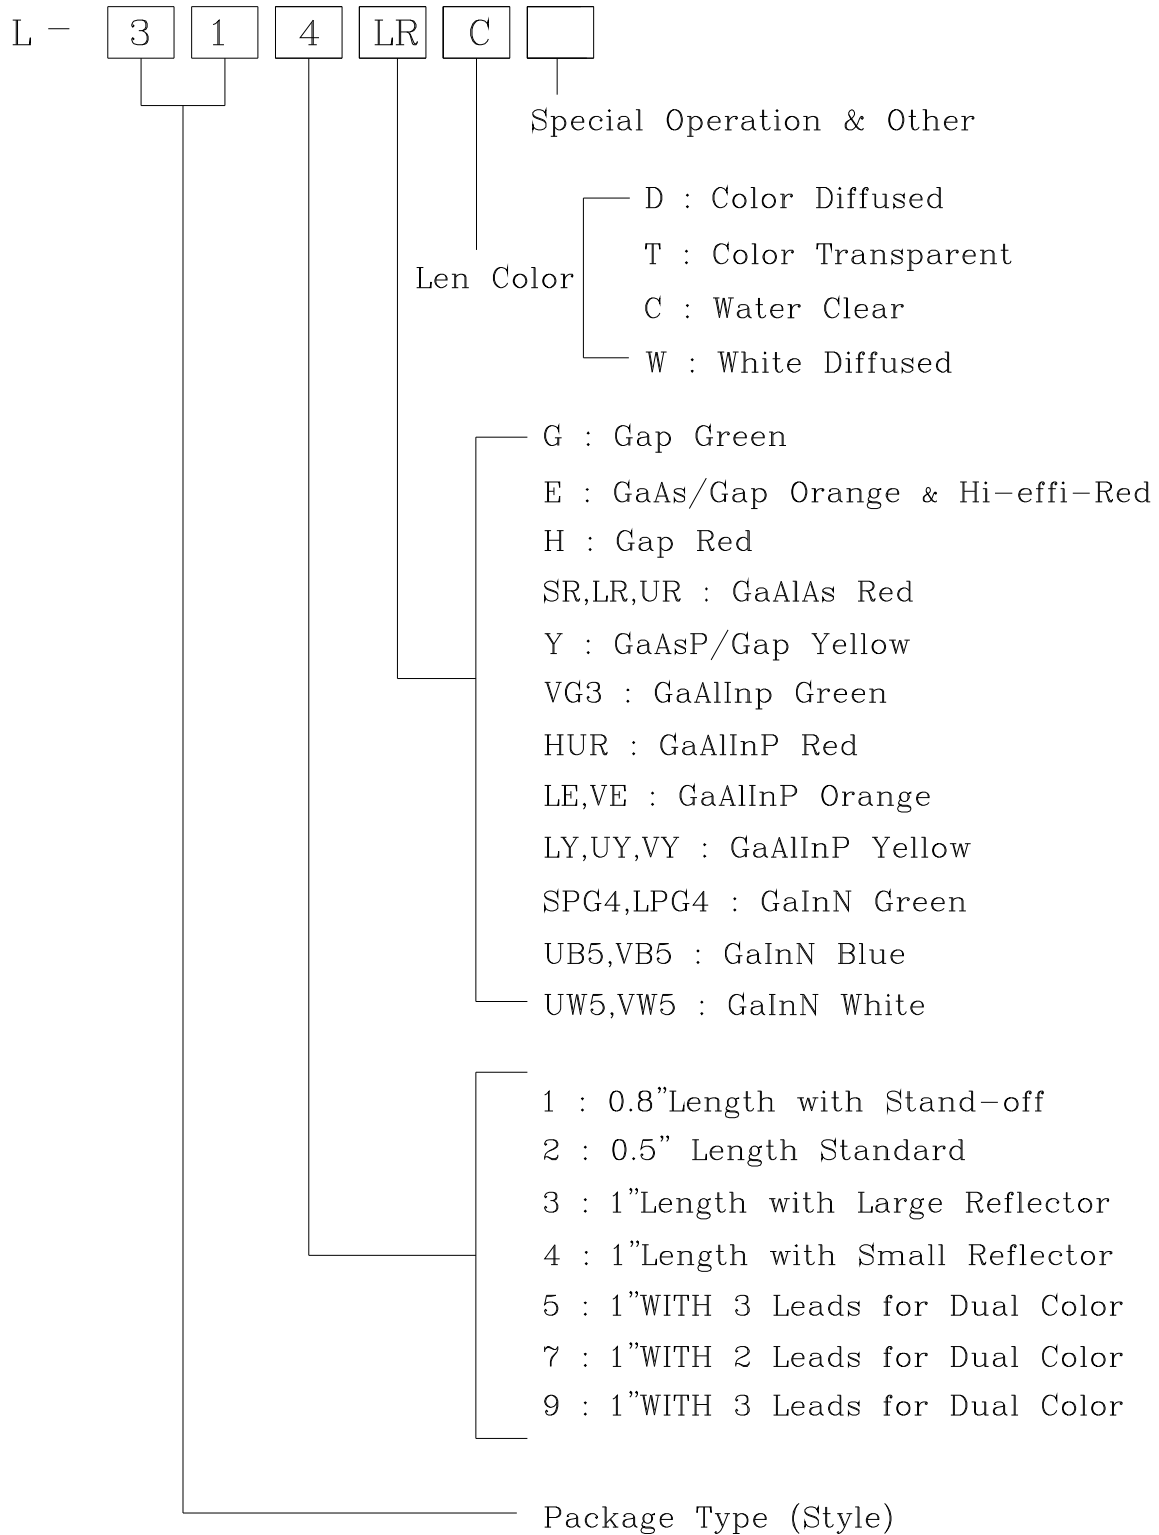 L - 3 1 4 LR C
Special Operation & Other
D : Color Diffused
T : Color Transparent
Len Color
C : Water Clear
W : White Diffused
G : Gap Green
E : GaAs/Gap Orange & Hi-effi-Red
H : Gap Red
SR,LR,UR : GaAlAs Red
Y : GaAsP/Gap Yellow
VG3 : GaAlInp Green
HUR : GaAlInP Red
LE,VE : GaAlInP Orange
LY,UY,VY : GaAlInP Yellow
SPG4,LPG4 : GaInN Green
UB5,VB5 : GaInN Blue
UW5,VW5 : GaInN White
1 : 0.8"Length with Stand-off
2 : 0.5" Length Standard
3 : 1"Length with Large Reflector
4 : 1"Length with Small Reflector
5 : 1"WITH 3 Leads for Dual Color
7 : 1"WITH 2 Leads for Dual Color
9 : 1"WITH 3 Leads for Dual Color
Package Type (Style)